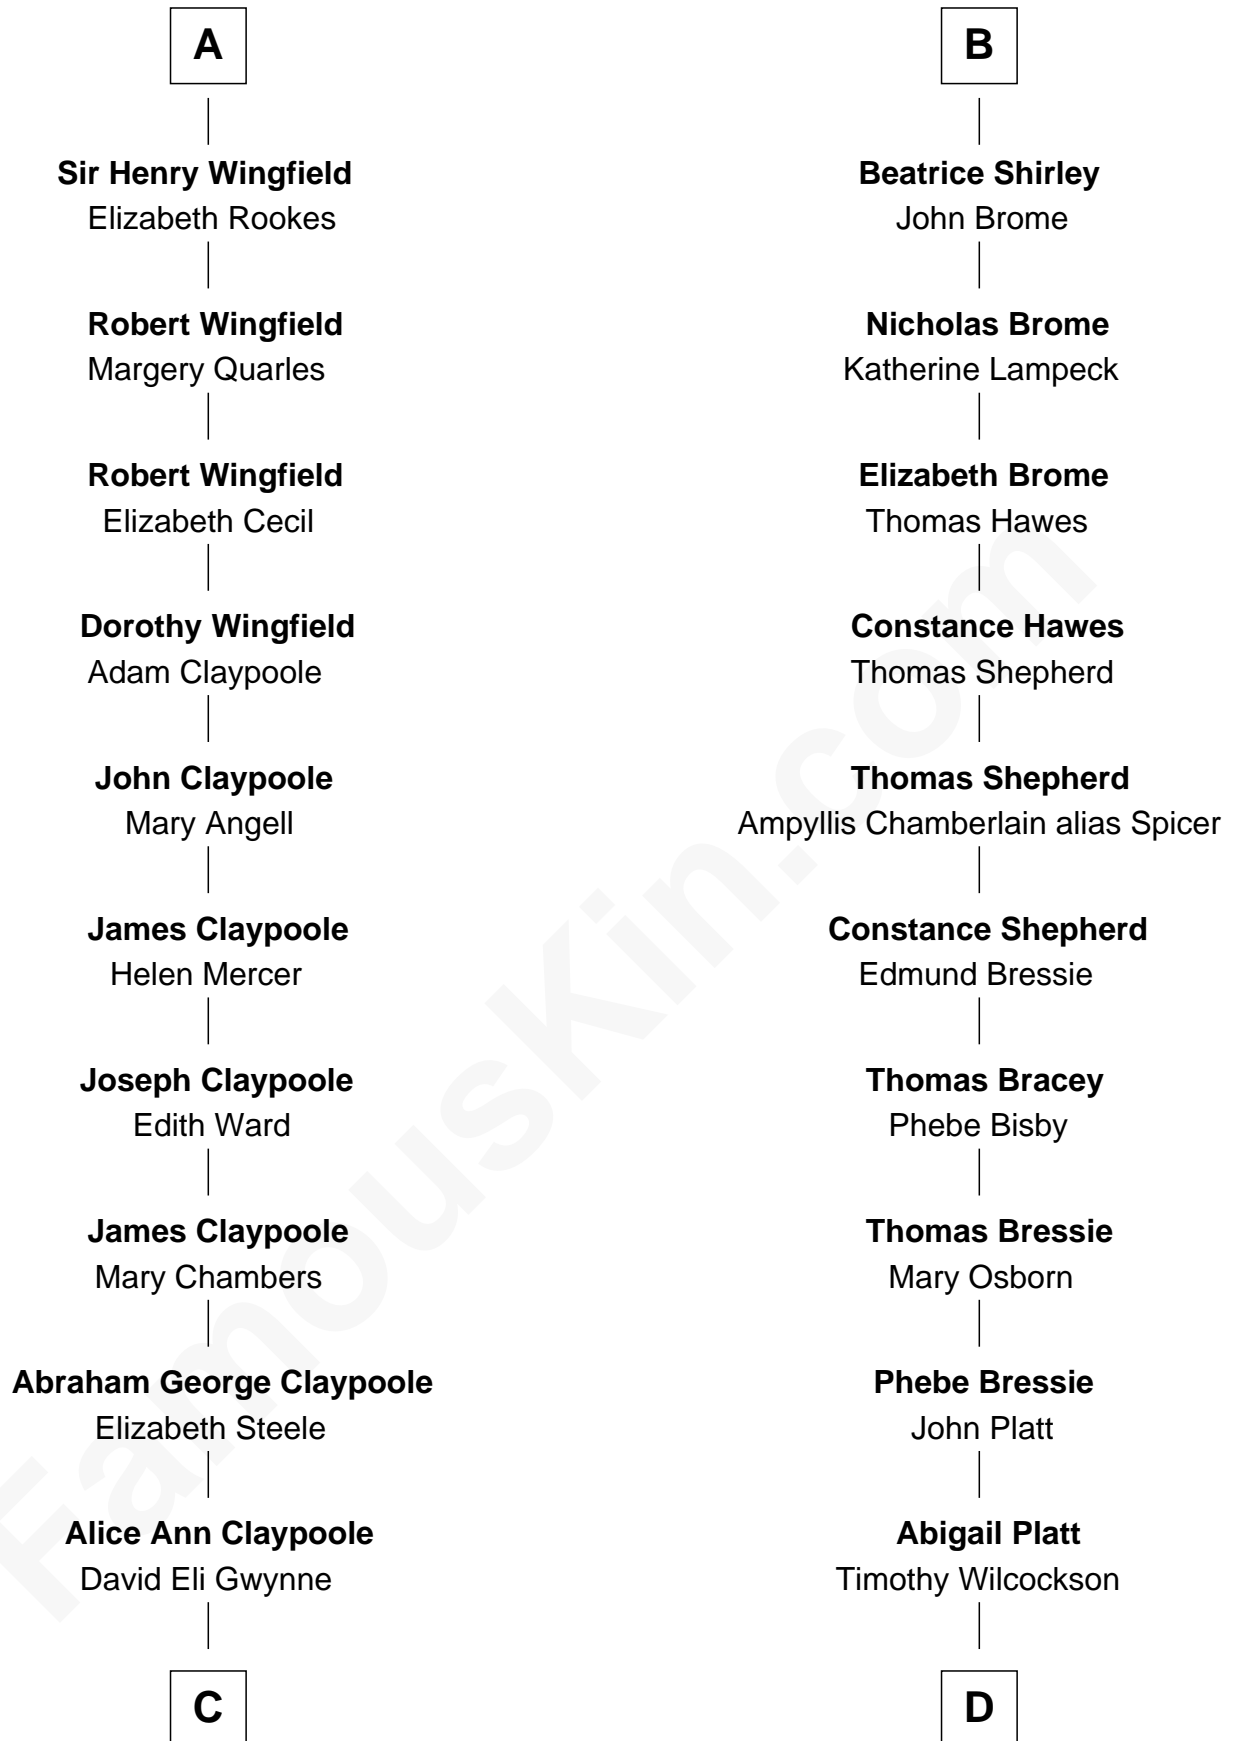 A
Sir Henry Wingfield
Elizabeth Rookes
Robert Wingfield
Margery Quarles
Robert Wingfield
Elizabeth Cecil
Dorothy Wingfield
Adam Claypoole
John Claypoole
Mary Angell
James Claypoole
Helen Mercer
Joseph Claypoole
Edith Ward
James Claypoole
Mary Chambers
Abraham George Claypoole
Elizabeth Steele
Alice Ann Claypoole
David Eli Gwynne
C
B
Beatrice Shirley
John Brome
Nicholas Brome
Katherine Lampeck
Elizabeth Brome
Thomas Hawes
Constance Hawes
Thomas Shepherd
Thomas Shepherd
Ampyllis Chamberlain alias Spicer
Constance Shepherd
Edmund Bressie
Thomas Bracey
Phebe Bisby
Thomas Bressie
Mary Osborn
Phebe Bressie
John Platt
Abigail Platt
Timothy Wilcockson
D
FamousKin.com